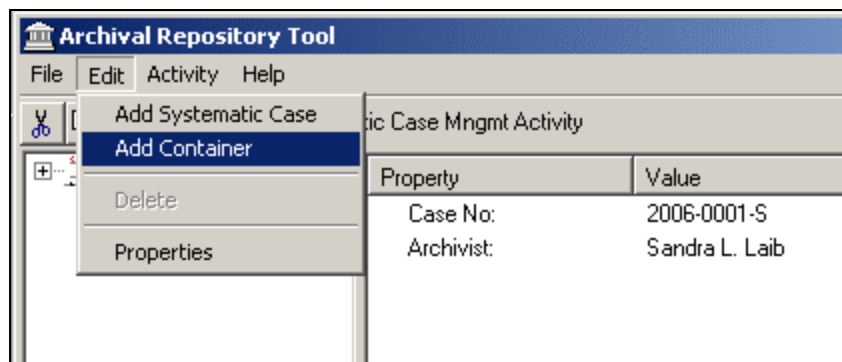 Archival Repository Tool
File Edit Activity Help
Add Systematic Case
Add Container
Delete
Properties
tic Case Mngmt Activity
Property Value
Case No: 2006-0001-S
Archivist: Sandra L. Laib